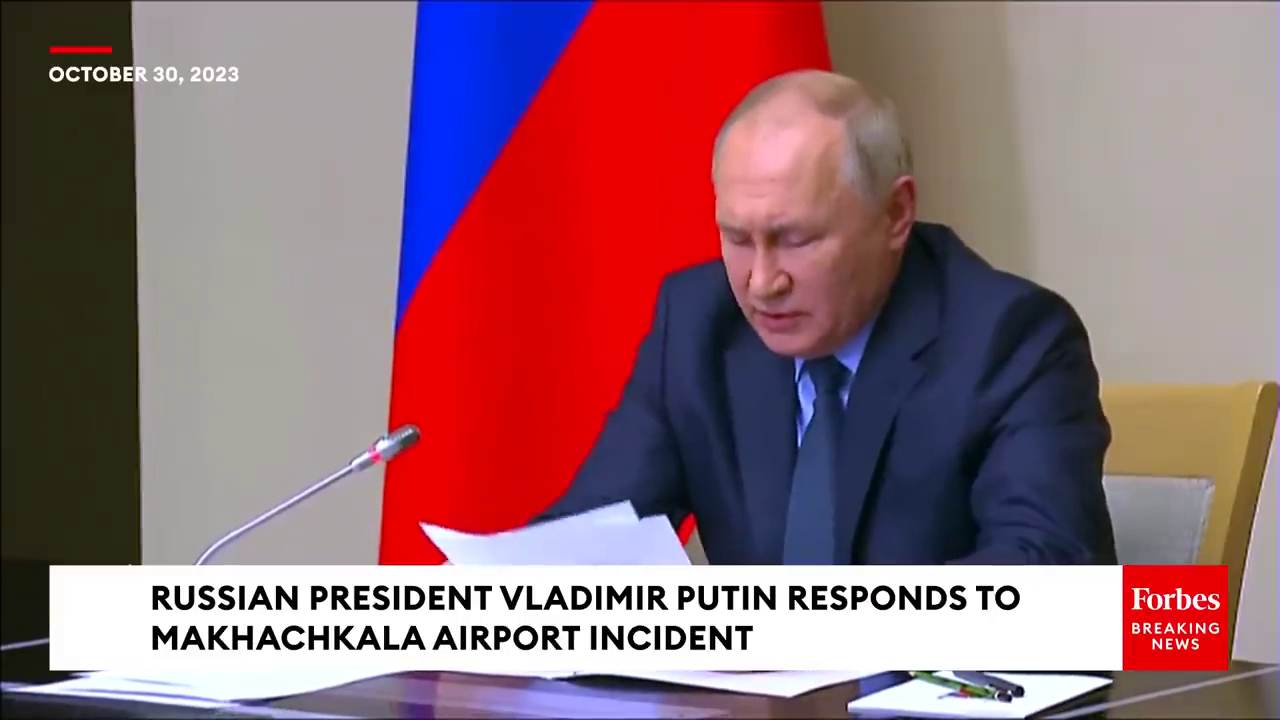 OCTOBER 30, 2023
RUSSIAN PRESIDENT VLADIMIR PUTIN RESPONDS TO
MAKHACHKALA AIRPORT INCIDENT
Forbes
BREAKING
NEWS